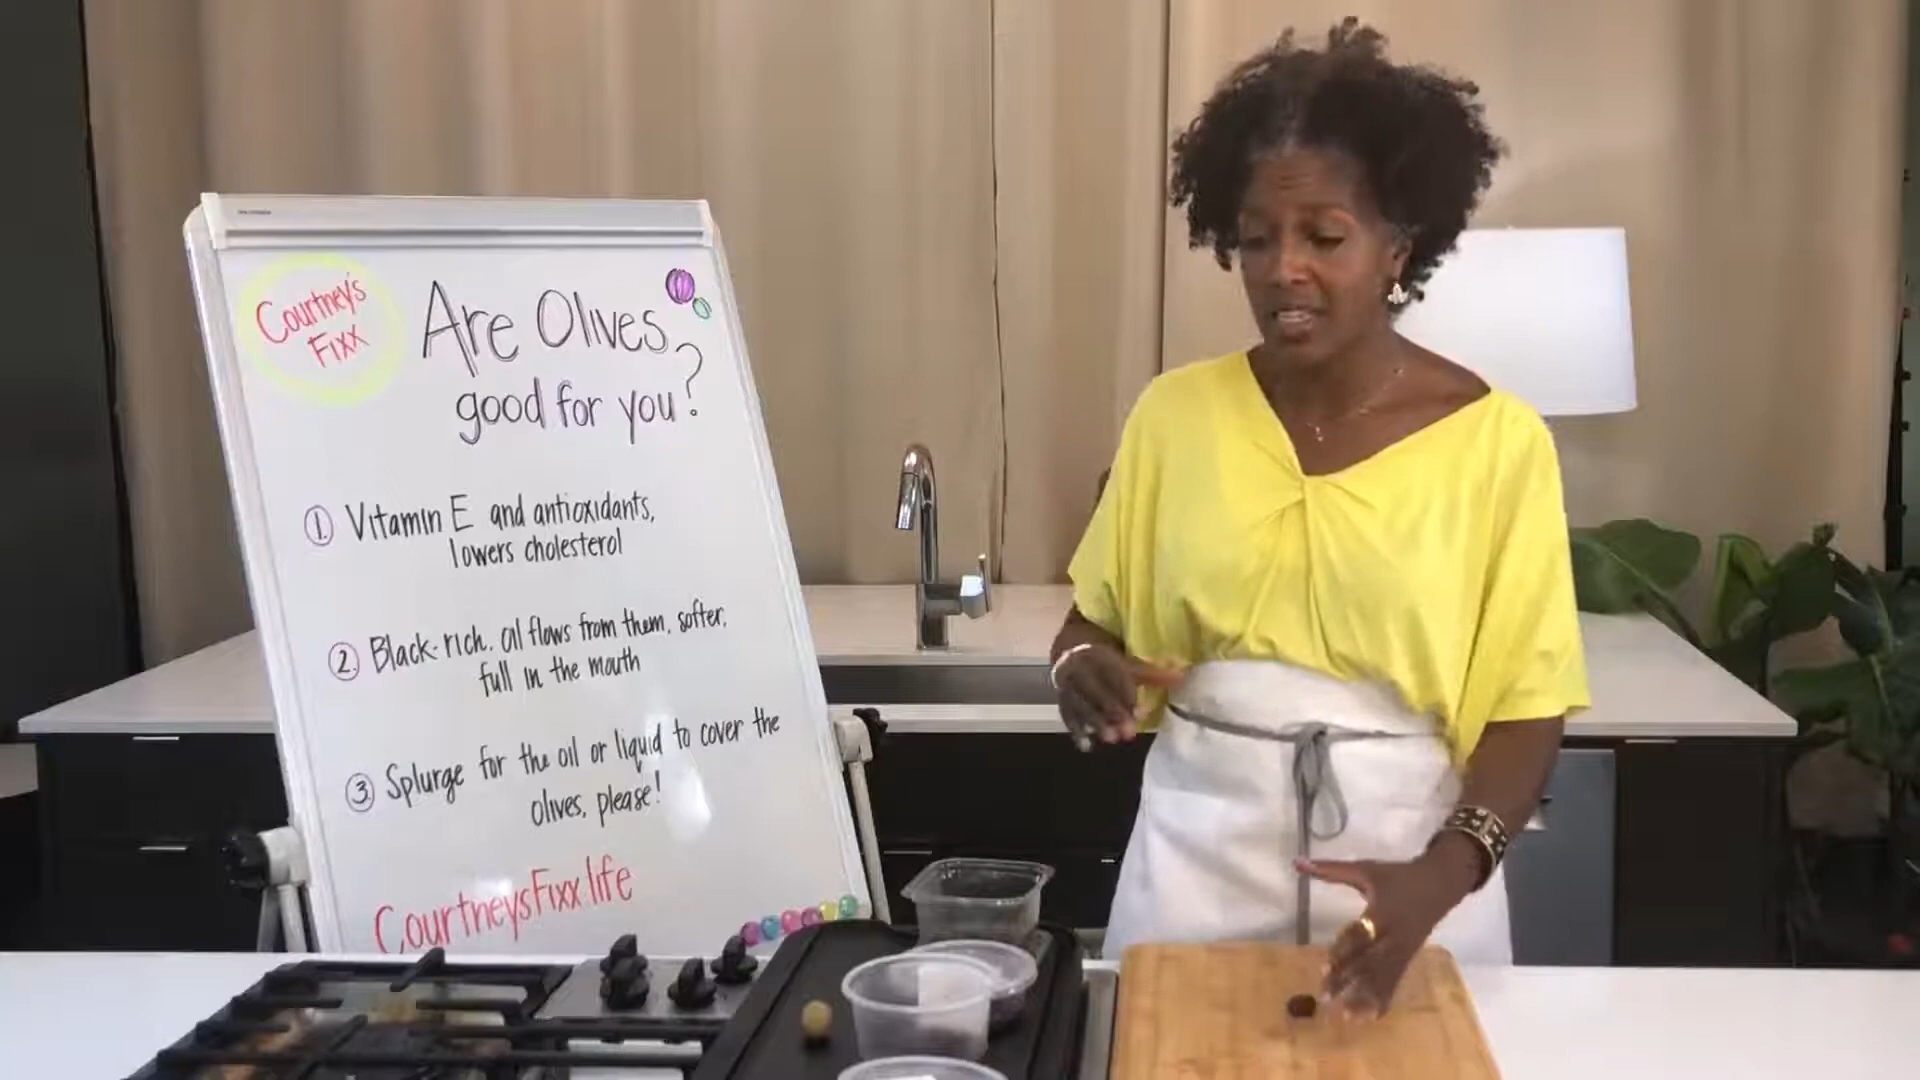 Courtney's
Fixx
Are Olives
good for you?
1. Vitamin E and antioxidants,
lowers cholesterol
2. Black-rich, oil flows from them, softer,
full in the mouth
3. Splurge for the oil or liquid to cover the
olives, please!
CourtneysFixx.life